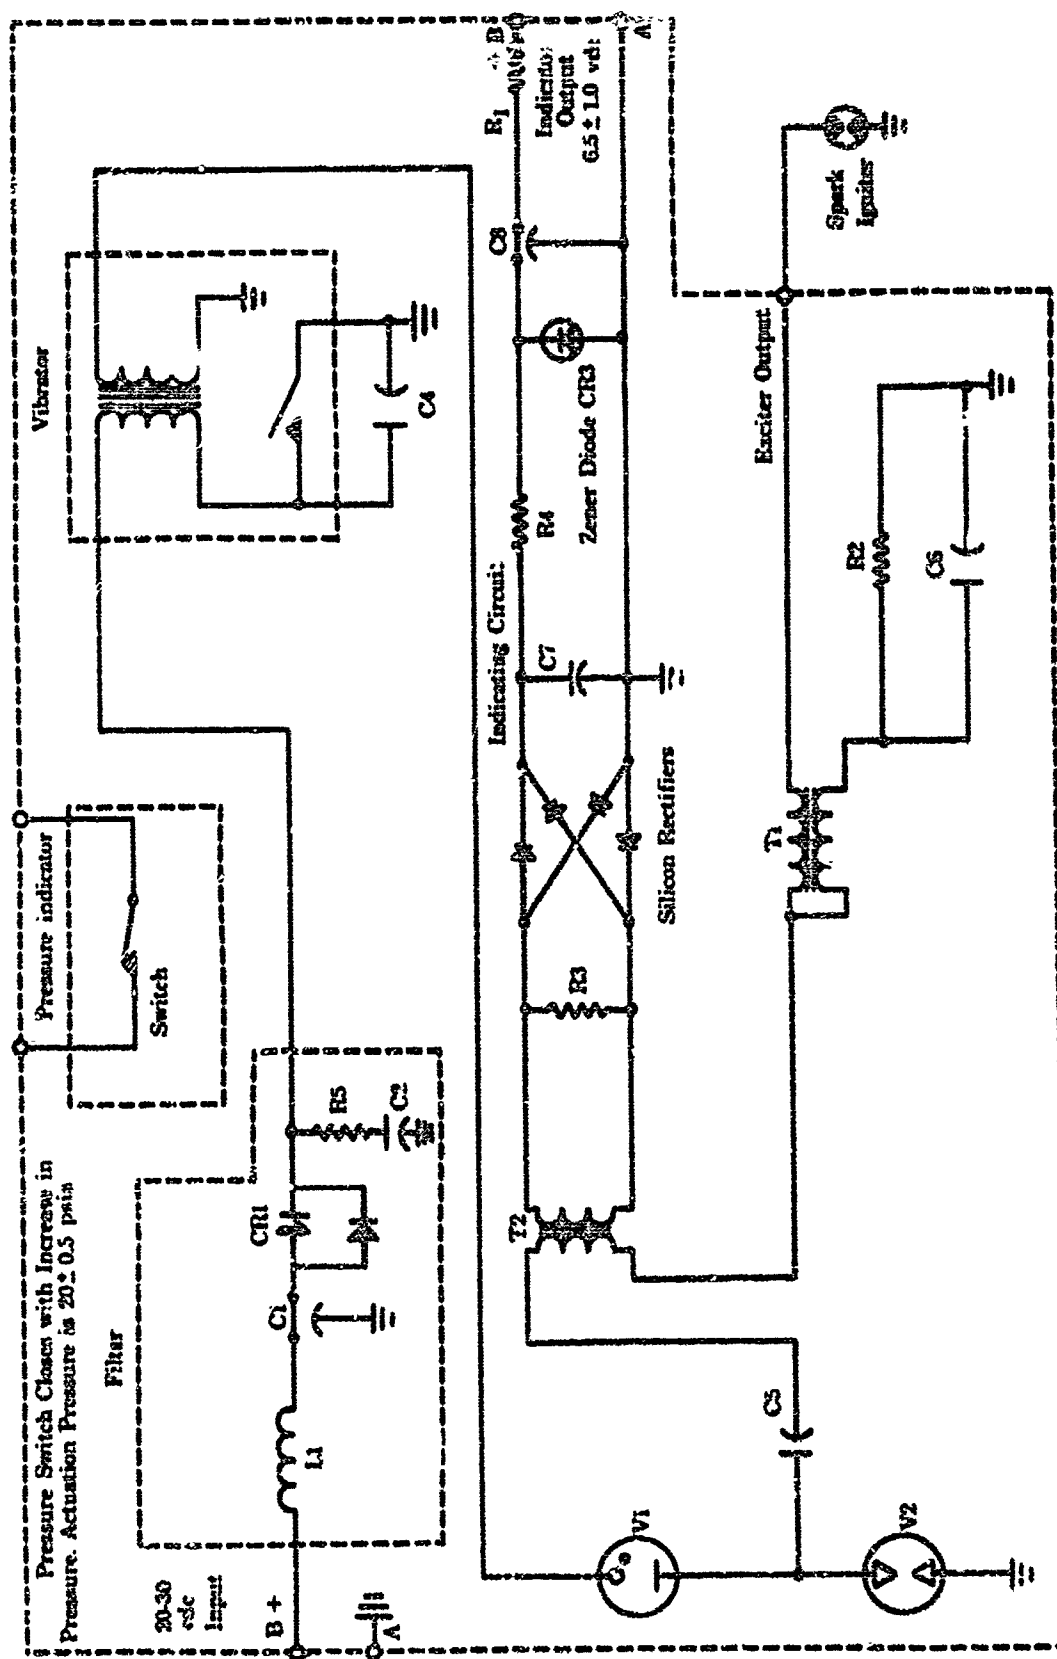 Pressure Switch Closes with Increase in
Pressure. Actuation Pressure is 20 ± 0.5 psia
Pressure indicator
Switch
Vibrator
Filter
20-30
vdc
Input
B +
A
L1
C1
CR1
R5
C2
C4
Indicating Circuit
T2
R3
Silicon Rectifiers
C7
R4
Zener Diode CR3
C8
R1
+ B
Indicator
Output
6.5 ± 1.0 vdc
A
V1
V2
C5
T1
Exciter Output
R2
C6
Spark
Igniter